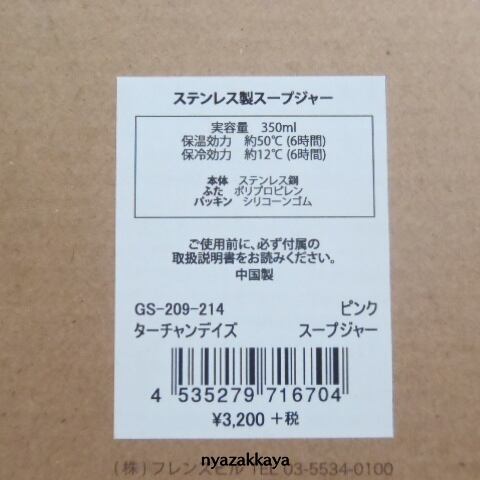 ステンレス製スープジャー
実容量 350ml
保温効力 約50℃(6時間)
保冷効力 約12℃(6時間)
本体 ステンレス鋼
ふた ポリプロピレン
パッキン シリコーンゴム
ご使用前に、必ず付属の
取扱説明書をお読みください。
中国製
GS-209-214 ピンク
ターチャンデイズ スープジャー
4 535279 716704
¥3,200 +税
(株)フレンズヒル TEL 03-5534-0100
nyazakkaya